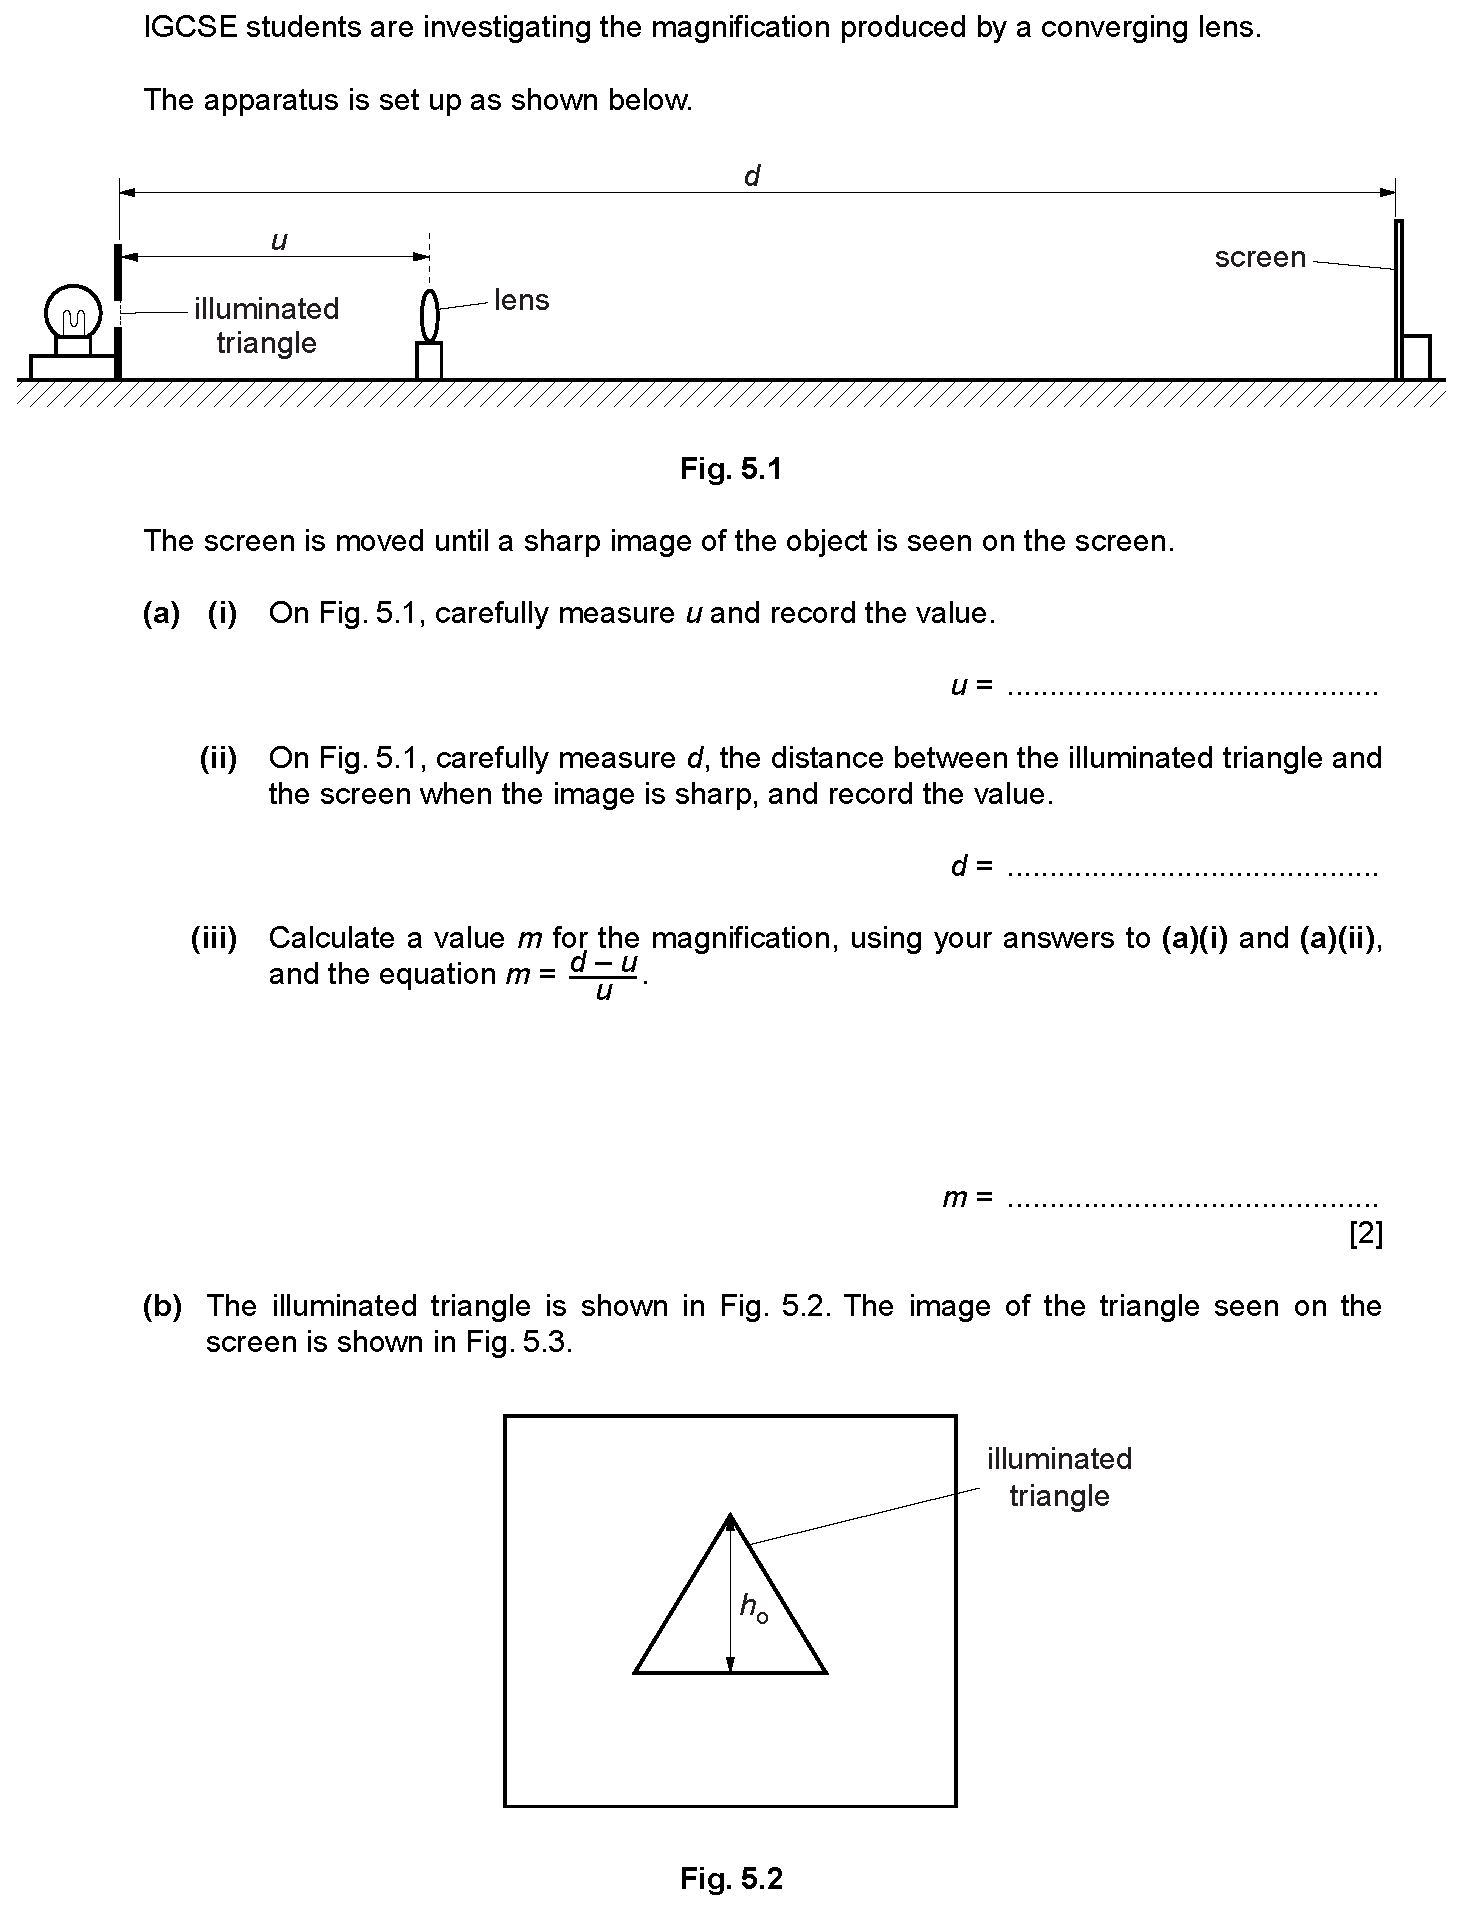 IGCSE students are investigating the magnification produced by a converging lens.
The apparatus is set up as shown below.
d
u
screen
illuminated
triangle
lens
Fig. 5.1
The screen is moved until a sharp image of the object is seen on the screen.
(a) (i) On Fig. 5.1, carefully measure u and record the value.
u = .............................................
(ii) On Fig. 5.1, carefully measure d, the distance between the illuminated triangle and
the screen when the image is sharp, and record the value.
d = .............................................
(iii) Calculate a value m for the magnification, using your answers to (a)(i) and (a)(ii),
and the equation m = d – u / u .
m = .............................................
[2]
(b) The illuminated triangle is shown in Fig. 5.2. The image of the triangle seen on the
screen is shown in Fig. 5.3.
illuminated
triangle
hₒ
Fig. 5.2